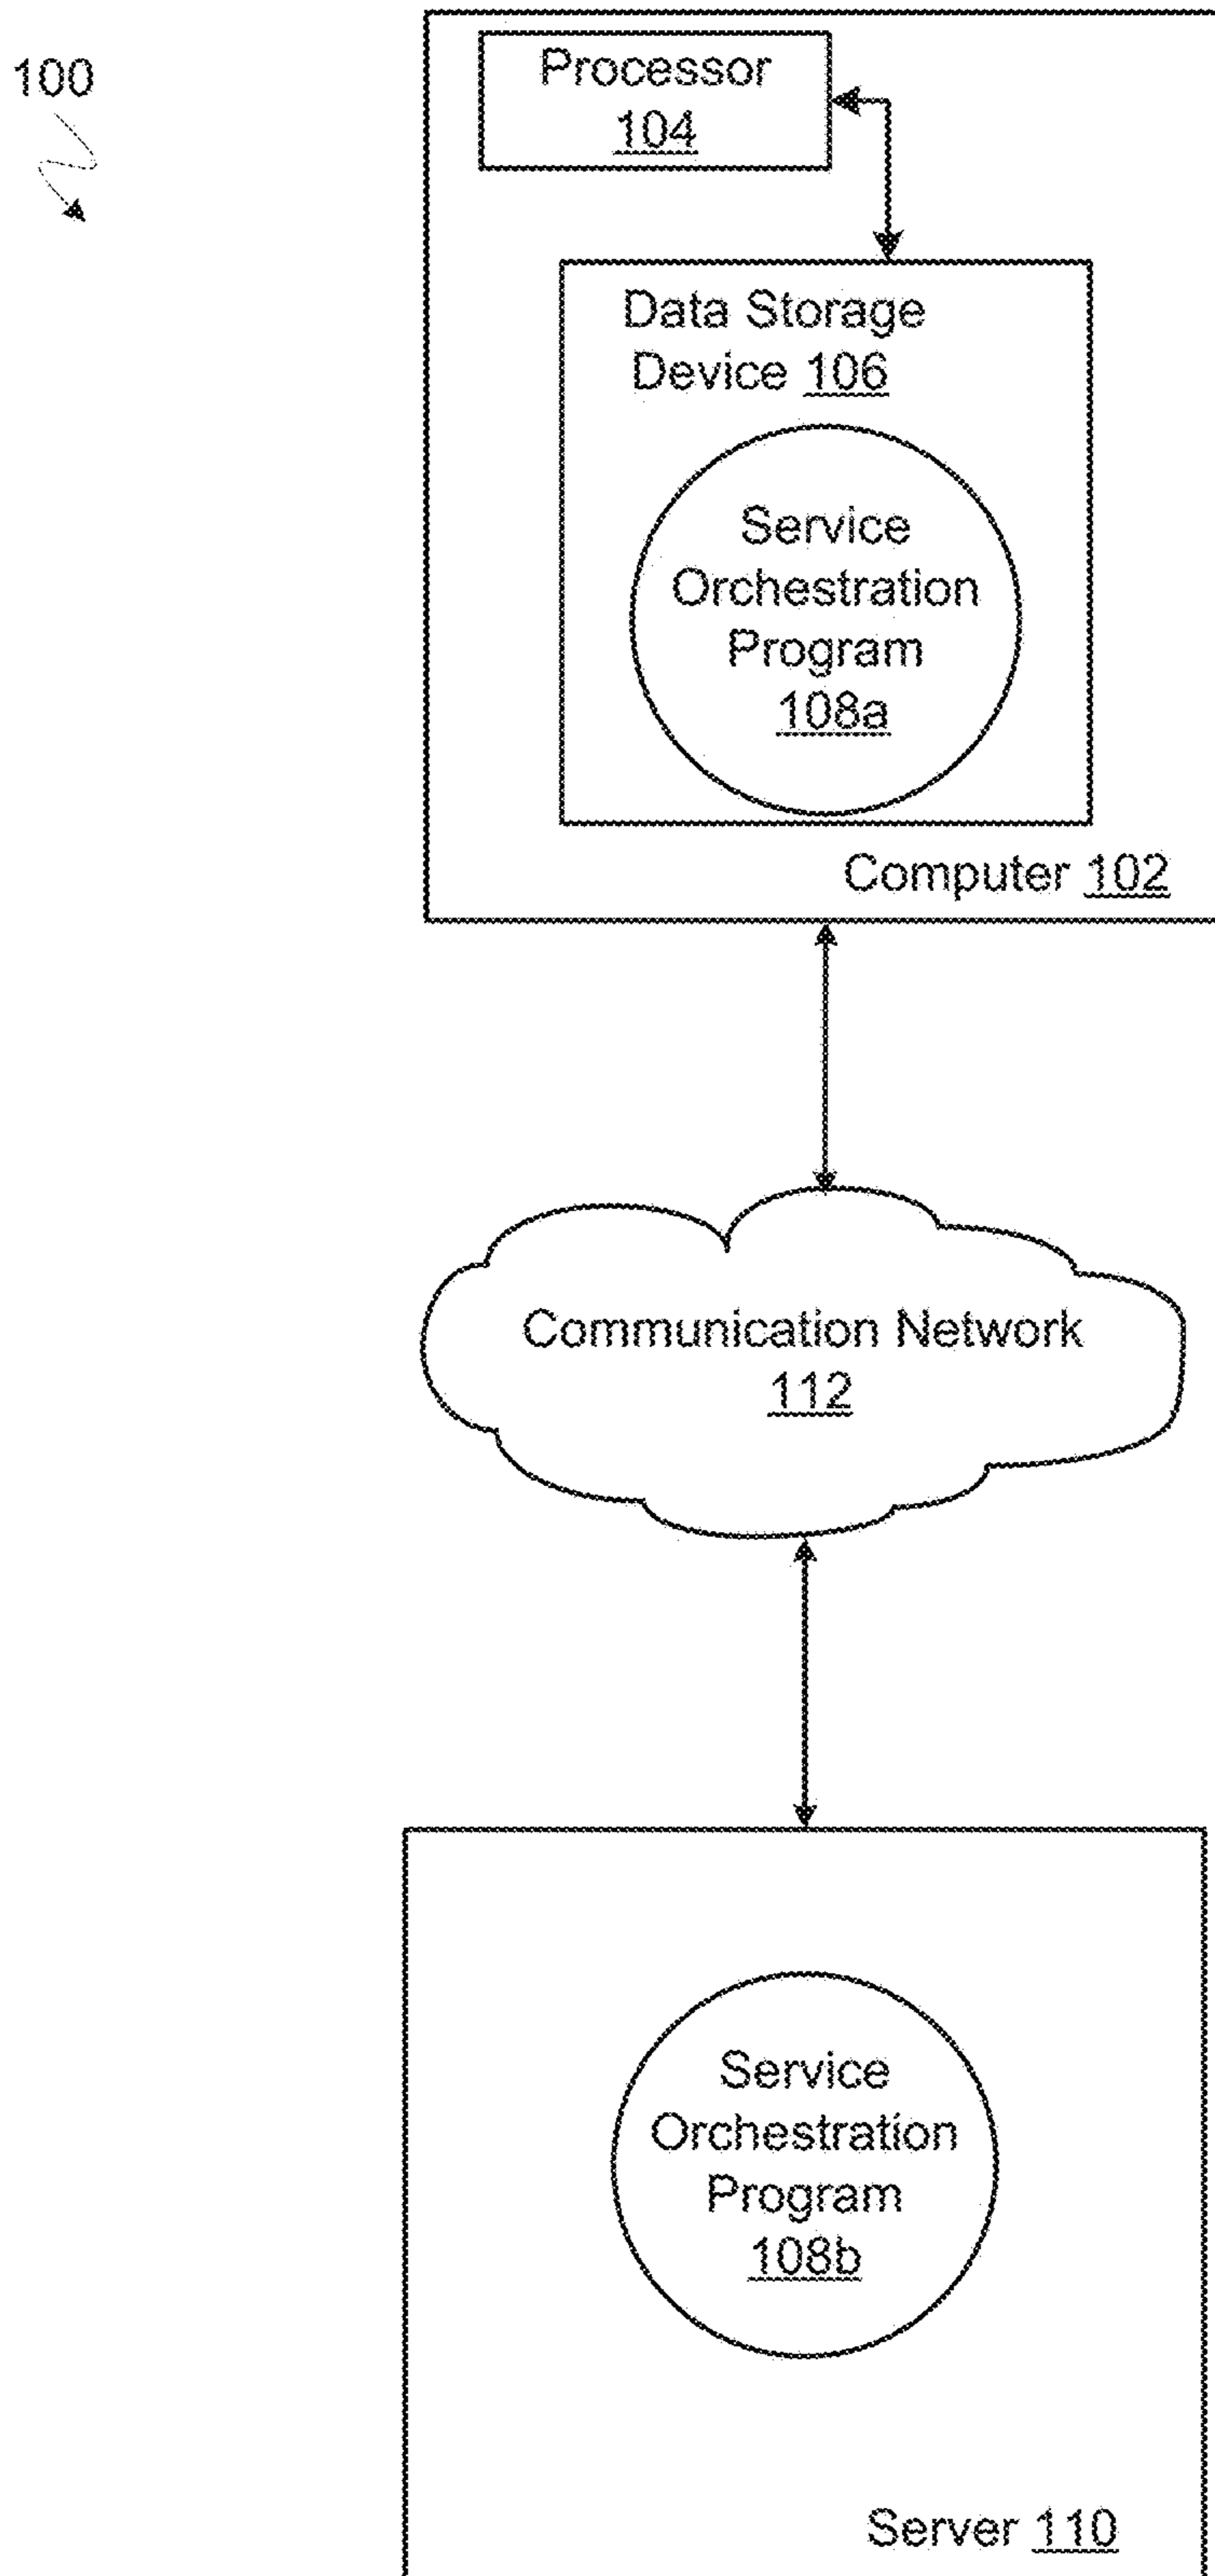 100
Processor
104
Data Storage
Device 106
Service
Orchestration
Program
108a
Computer 102
Communication Network
112
Service
Orchestration
Program
108b
Server 110